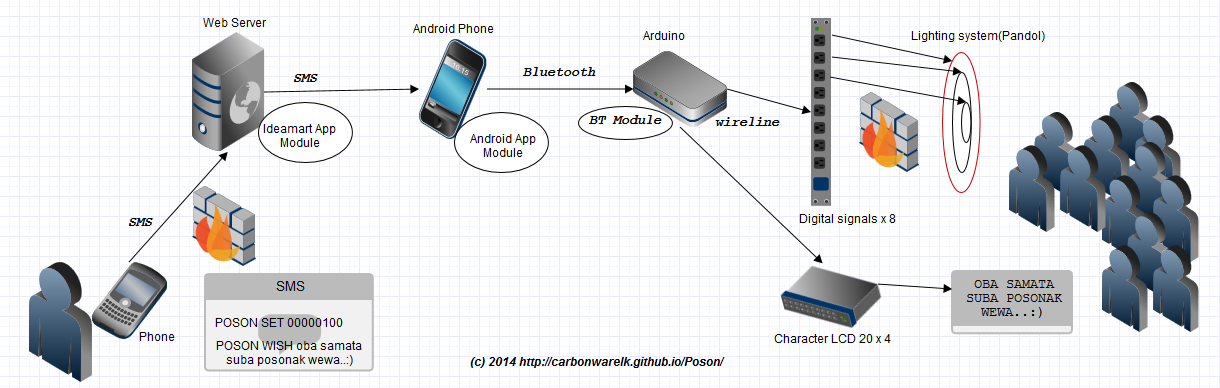 Web Server
Android Phone
Arduino
Lighting system(Pandol)
SMS
Bluetooth
10:15
Ideamart App
Module
Android App
Module
BT Module
wireline
SMS
Digital signals x 8
Phone
SMS
POSON SET 00000100
POSON WISH oba samata
suba posonak wewa..:)
OBA SAMATA
SUBA POSONAK
WEWA..:)
Character LCD 20 x 4
(c) 2014 http://carbonwarelk.github.io/Poson/